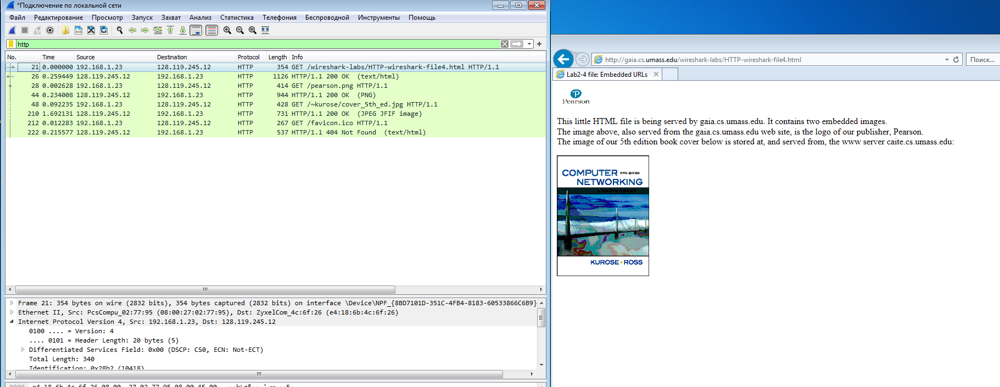 *Подключение по локальной сети
Файл Редактирование Просмотр Запуск Захват Анализ Статистика Телефония Беспроводной Инструменты Помощь
http
No. Time Source Destination Protocol Length Info
21 0.000000 192.168.1.23 128.119.245.12 HTTP 354 GET /wireshark-labs/HTTP-wireshark-file4.html HTTP/1.1
26 0.259449 128.119.245.12 192.168.1.23 HTTP 1126 HTTP/1.1 200 OK (text/html)
28 0.002628 192.168.1.23 128.119.245.12 HTTP 414 GET /pearson.png HTTP/1.1
44 0.234008 128.119.245.12 192.168.1.23 HTTP 944 HTTP/1.1 200 OK (PNG)
48 0.092235 192.168.1.23 128.119.245.12 HTTP 428 GET /~kurose/cover_5th_ed.jpg HTTP/1.1
210 1.692131 128.119.245.12 192.168.1.23 HTTP 731 HTTP/1.1 200 OK (JPEG JFIF image)
212 0.012283 192.168.1.23 128.119.245.12 HTTP 267 GET /favicon.ico HTTP/1.1
222 0.215577 128.119.245.12 192.168.1.23 HTTP 537 HTTP/1.1 404 Not Found (text/html)
Frame 21: 354 bytes on wire (2832 bits), 354 bytes captured (2832 bits) on interface \Device\NPF_{8BD7101D-351C-4FB4-8183-60533866C6B9}
Ethernet II, Src: PcsCompu_02:77:95 (08:00:27:02:77:95), Dst: ZyxelCom_4c:6f:26 (e4:18:6b:4c:6f:26)
Internet Protocol Version 4, Src: 192.168.1.23, Dst: 128.119.245.12
0100 .... = Version: 4
.... 0101 = Header Length: 20 bytes (5)
Differentiated Services Field: 0x00 (DSCP: CS0, ECN: Not-ECT)
Total Length: 340
Identification: 0x28b2 (10418)
http://gaia.cs.umass.edu/wireshark-labs/HTTP-wireshark-file4.html
Поиск...
Lab2-4 file: Embedded URLs
Pearson
This little HTML file is being served by gaia.cs.umass.edu. It contains two embedded images.
The image above, also served from the gaia.cs.umass.edu web site, is the logo of our publisher, Pearson.
The image of our 5th edition book cover below is stored at, and served from, the www server caite.cs.umass.edu:
COMPUTER FIFTH EDITION
NETWORKING
KUROSE ROSS